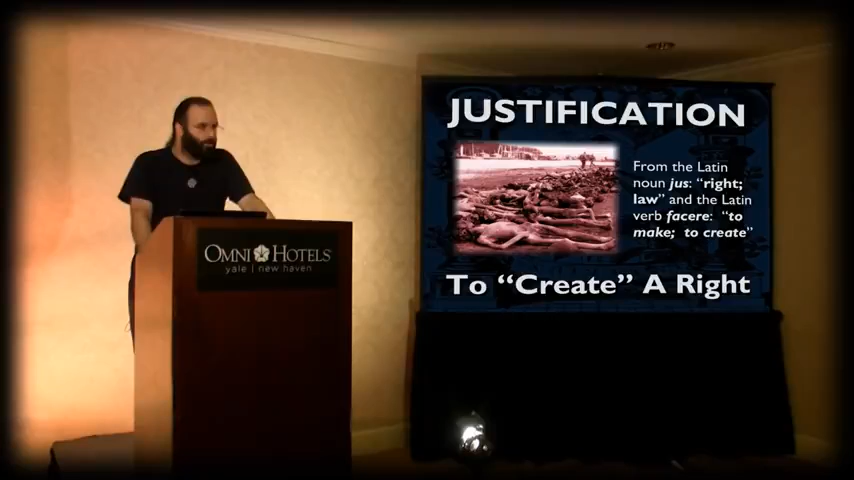 JUSTIFICATION
From the Latin
noun jus: “right;
law” and the Latin
verb facere: “to
make; to create”
To “Create” A Right
OMNI HOTELS
yale | new haven